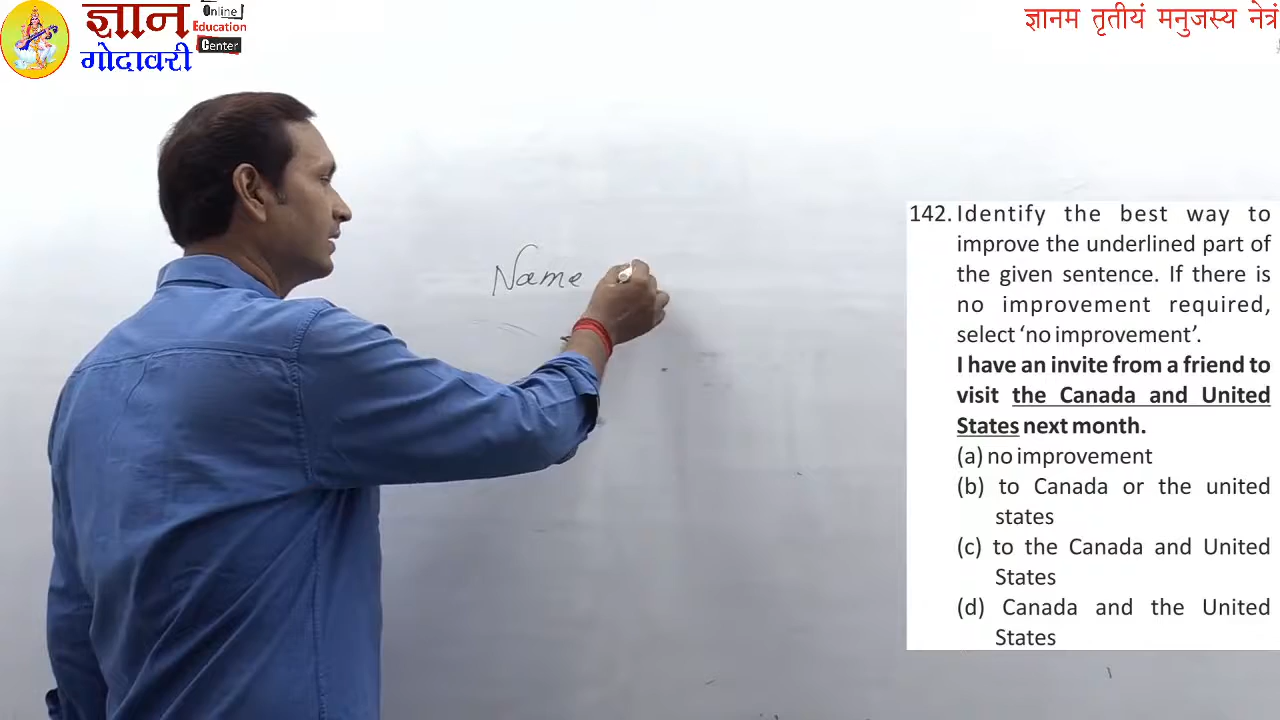 ज्ञान
Online
Education
Center
गोदावरी
ज्ञानम तृतीयं मनुजस्य नेत्रं
Name
142. Identify the best way to
improve the underlined part of
the given sentence. If there is
no improvement required,
select ‘no improvement’.
I have an invite from a friend to
visit the Canada and United
States next month.
(a) no improvement
(b) to Canada or the united
states
(c) to the Canada and United
States
(d) Canada and the United
States